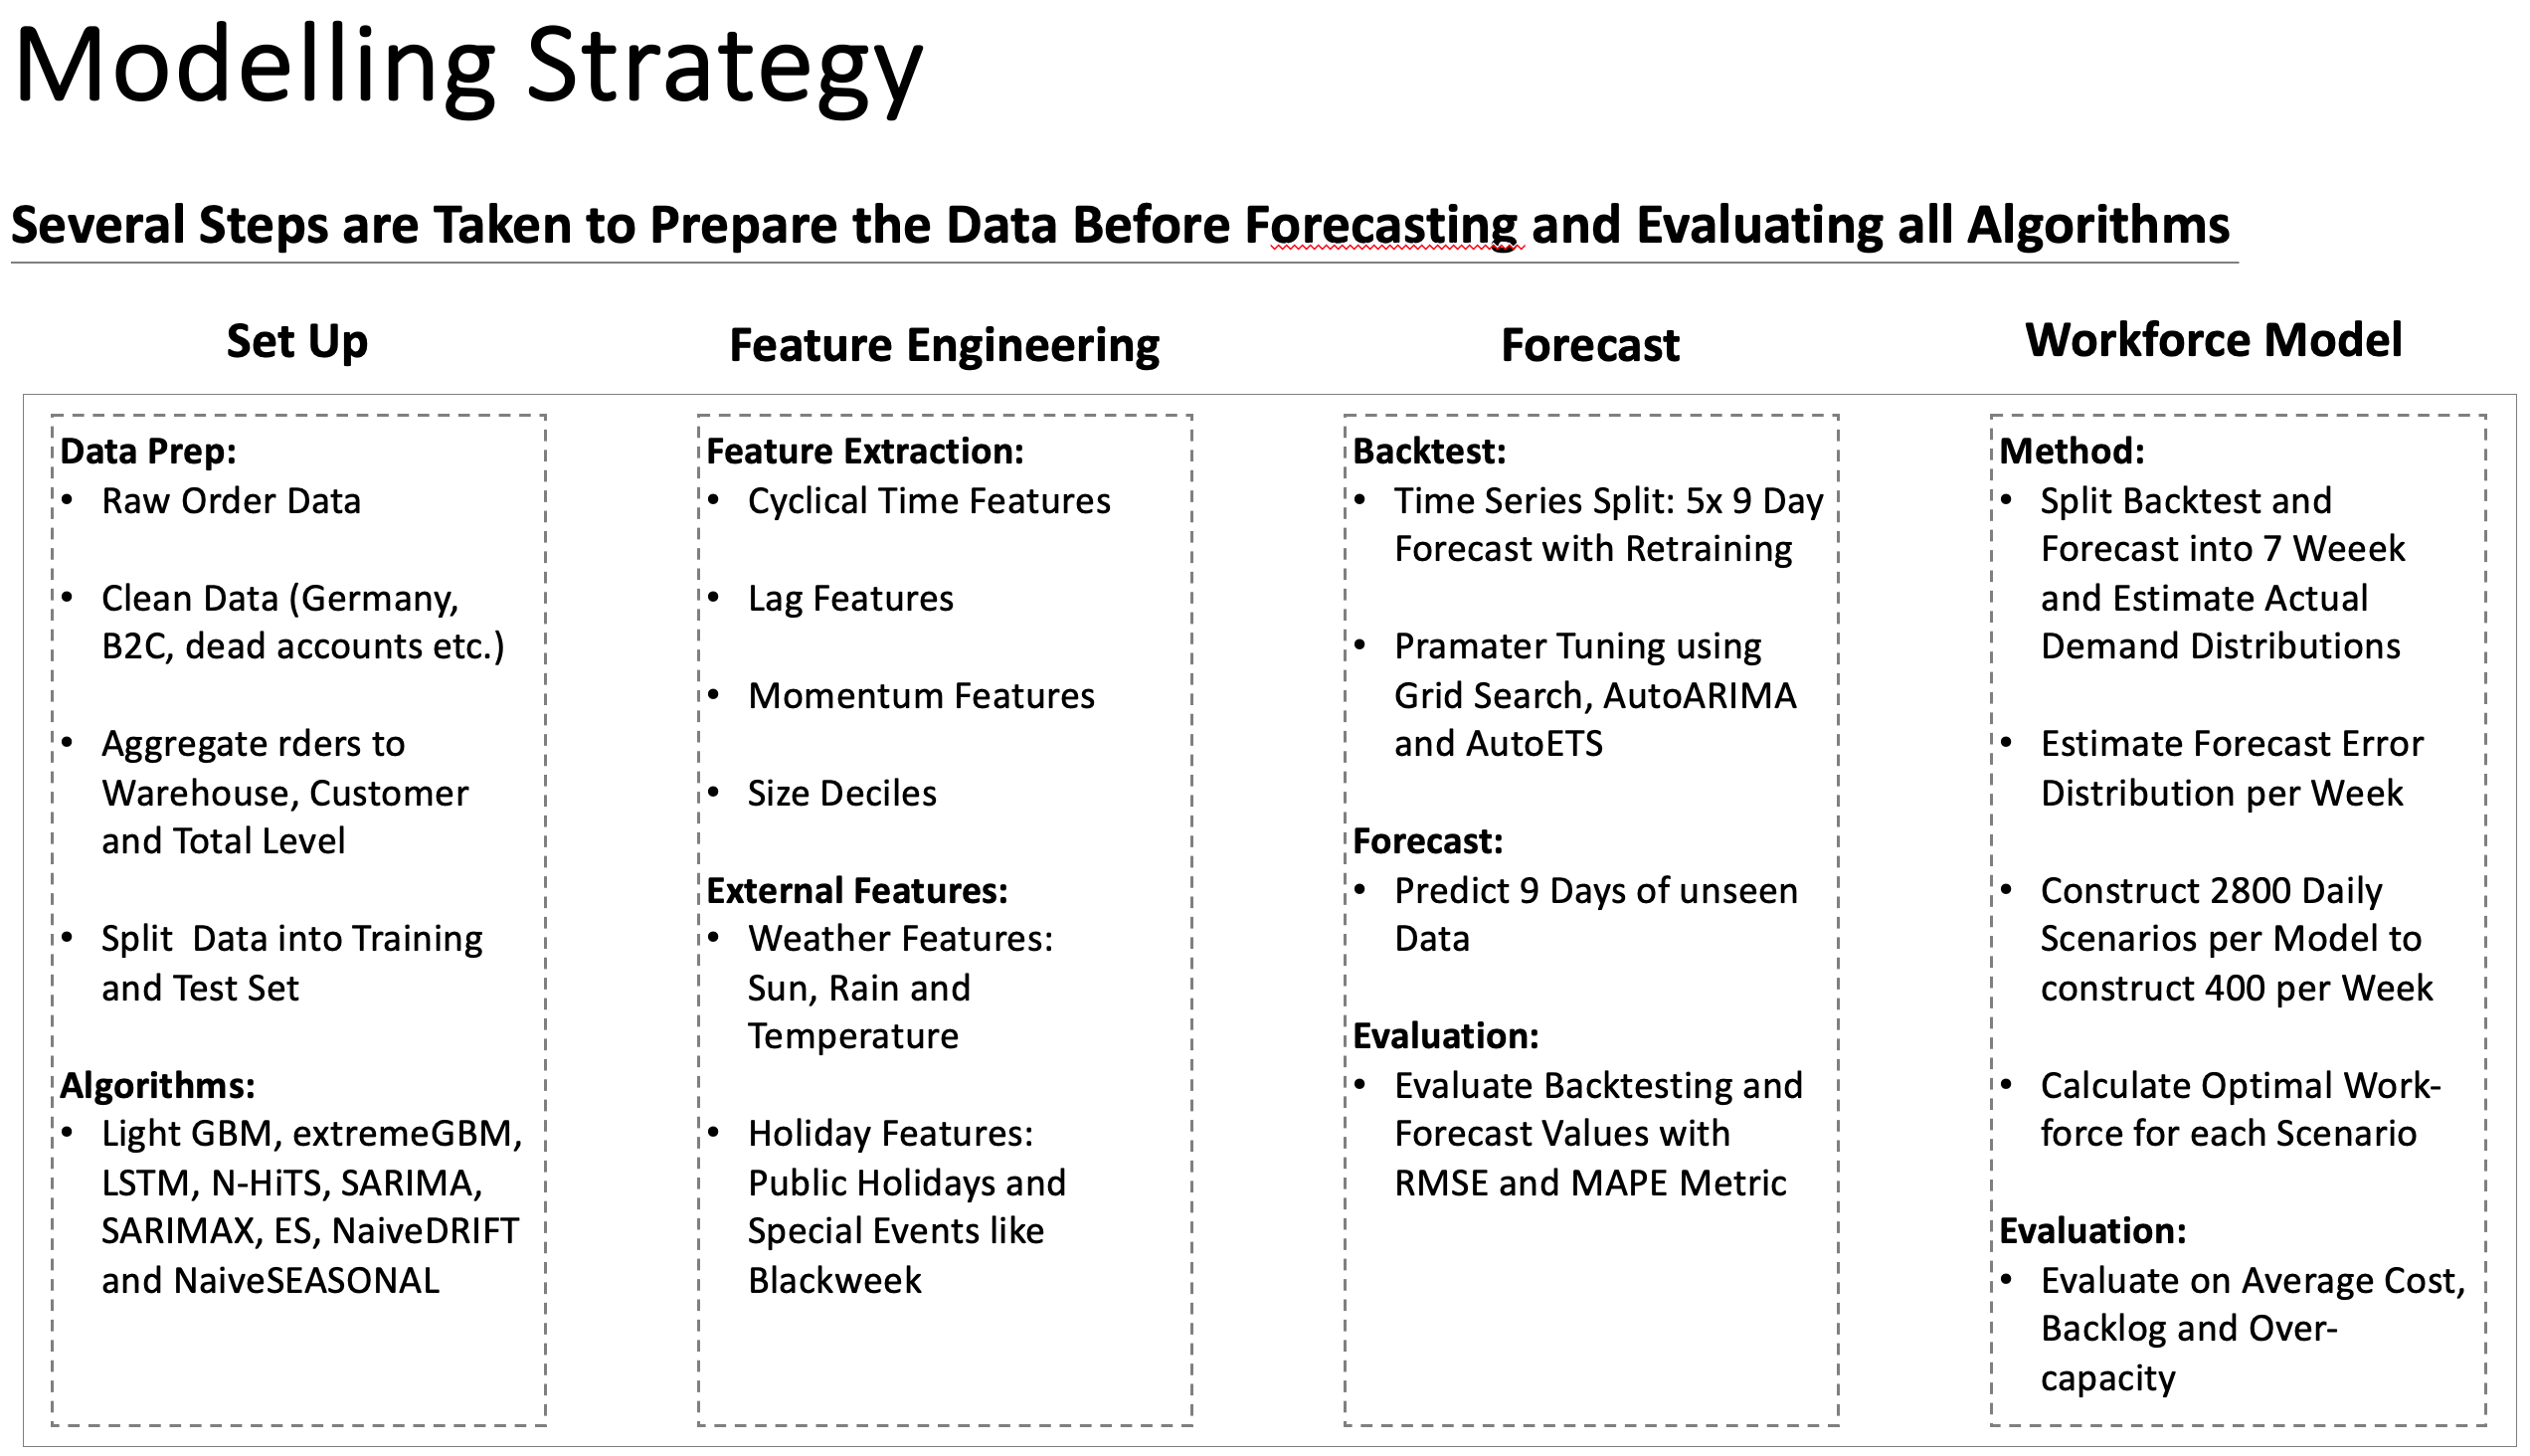 Modelling Strategy
Several Steps are Taken to Prepare the Data Before Forecasting and Evaluating all Algorithms
Set Up
Data Prep:
• Raw Order Data
• Clean Data (Germany,
B2C, dead accounts etc.)
• Aggregate rders to
Warehouse, Customer
and Total Level
• Split Data into Training
and Test Set
Algorithms:
• Light GBM, extremeGBM,
LSTM, N-HiTS, SARIMA,
SARIMAX, ES, NaiveDRIFT
and NaiveSEASONAL
Feature Engineering
Feature Extraction:
• Cyclical Time Features
• Lag Features
• Momentum Features
• Size Deciles
External Features:
• Weather Features:
Sun, Rain and
Temperature
• Holiday Features:
Public Holidays and
Special Events like
Blackweek
Forecast
Backtest:
• Time Series Split: 5x 9 Day
Forecast with Retraining
• Pramater Tuning using
Grid Search, AutoARIMA
and AutoETS
Forecast:
• Predict 9 Days of unseen
Data
Evaluation:
• Evaluate Backtesting and
Forecast Values with
RMSE and MAPE Metric
Workforce Model
Method:
• Split Backtest and
Forecast into 7 Weeek
and Estimate Actual
Demand Distributions
• Estimate Forecast Error
Distribution per Week
• Construct 2800 Daily
Scenarios per Model to
construct 400 per Week
• Calculate Optimal Work-
force for each Scenario
Evaluation:
• Evaluate on Average Cost,
Backlog and Over-
capacity